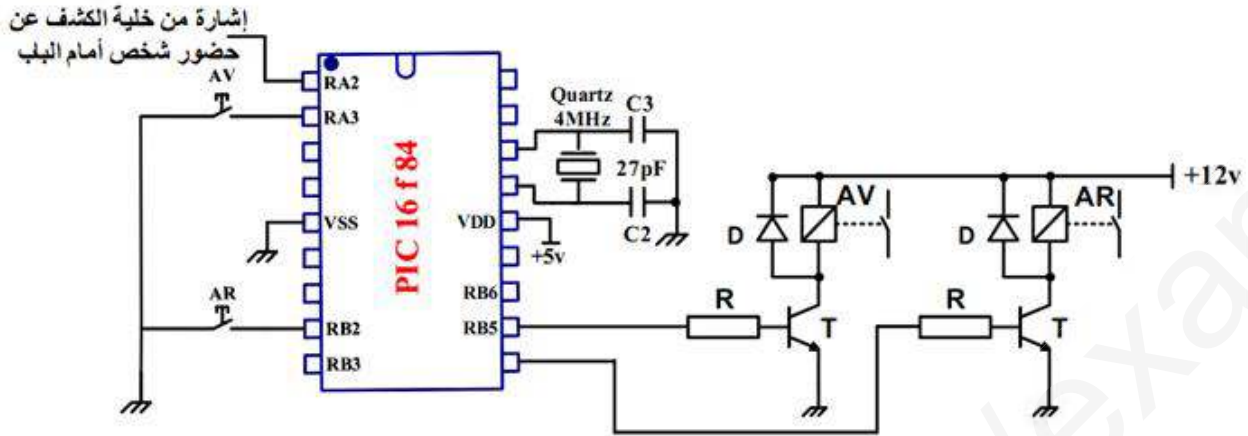 إشارة من خلية الكشف عن
حضور شخص أمام الباب
AV
RA2
RA3
Quartz
4MHz
C3
27pF
C2
PIC 16 f 84
VSS
VDD
+5v
AR
RB2
RB3
RB6
RB5
+12v
AV
AR
D
D
R
R
T
T